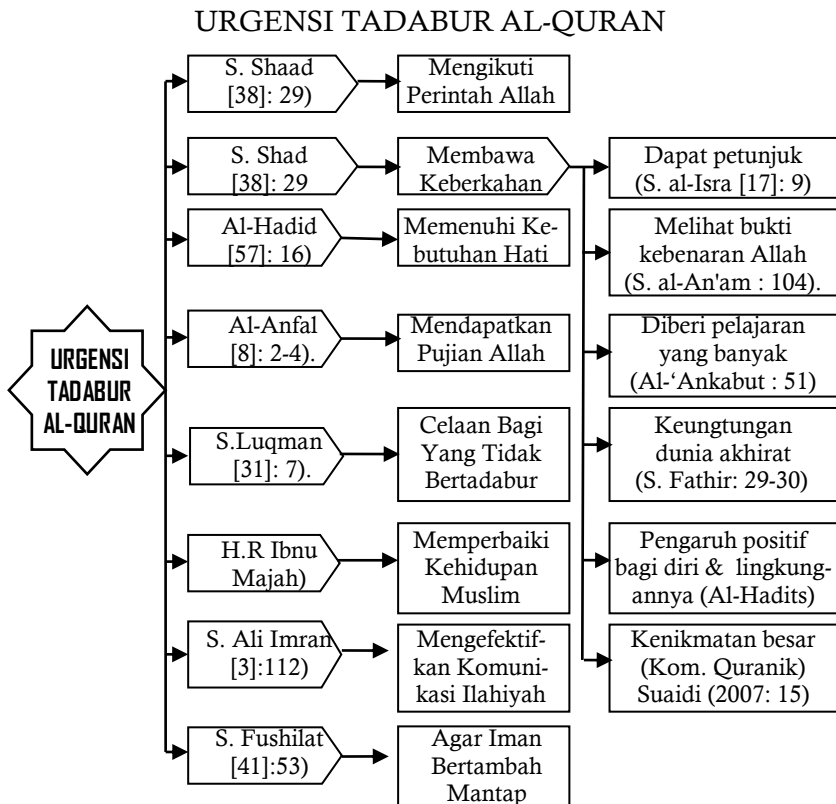 URGENSI TADABUR AL-QURAN
URGENSI
TADABUR
AL-QURAN
S. Shaad
[38]: 29)
Mengikuti
Perintah Allah
S. Shad
[38]: 29
Membawa
Keberkahan
Dapat petunjuk
(S. al-Isra [17]: 9)
Al-Hadid
[57]: 16)
Memenuhi Ke-
butuhan Hati
Melihat bukti
kebenaran Allah
(S. al-An'am : 104).
Al-Anfal
[8]: 2-4).
Mendapatkan
Pujian Allah
Diberi pelajaran
yang banyak
(Al-‘Ankabut : 51)
S.Luqman
[31]: 7).
Celaan Bagi
Yang Tidak
Bertadabur
Keungtungan
dunia akhirat
(S. Fathir: 29-30)
H.R Ibnu
Majah)
Memperbaiki
Kehidupan
Muslim
Pengaruh positif
bagi diri & lingkung-
annya (Al-Hadits)
S. Ali Imran
[3]:112)
Mengefektif-
kan Komuni-
kasi Ilahiyah
Kenikmatan besar
(Kom. Quranik)
Suaidi (2007: 15)
S. Fushilat
[41]:53)
Agar Iman
Bertambah
Mantap